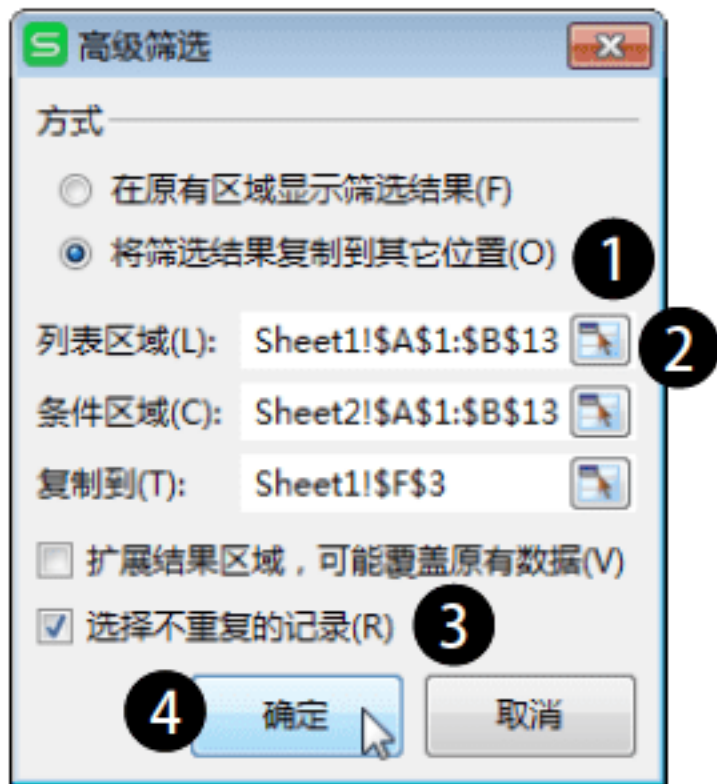 S 高级筛选
方式
在原有区域显示筛选结果(F)
将筛选结果复制到其它位置(O) 1
列表区域(L): Sheet1!$A$1:$B$13 2
条件区域(C): Sheet2!$A$1:$B$13
复制到(T): Sheet1!$F$3
扩展结果区域，可能覆盖原有数据(V)
选择不重复的记录(R) 3
4 确定 取消